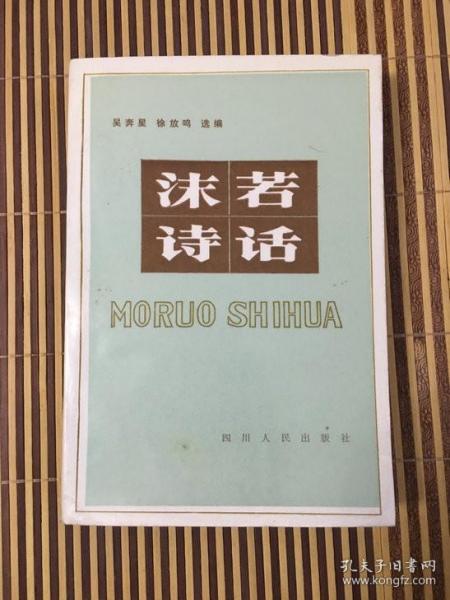 吴奔星 徐放鸣 选编
沫若
诗话
MORUO SHIHUA
四川人民出版社
孔夫子旧书网
www.kongfz.com